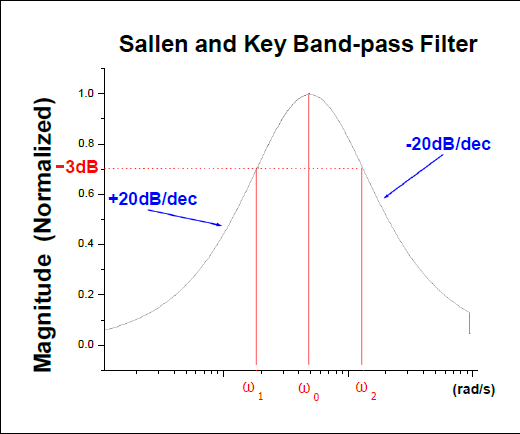 Sallen and Key Band-pass Filter
Magnitude (Normalized)
1.0
0.8
-20dB/dec
−3dB
0.6
+20dB/dec
0.4
0.2
0.0
ω1 ω0 ω2 (rad/s)